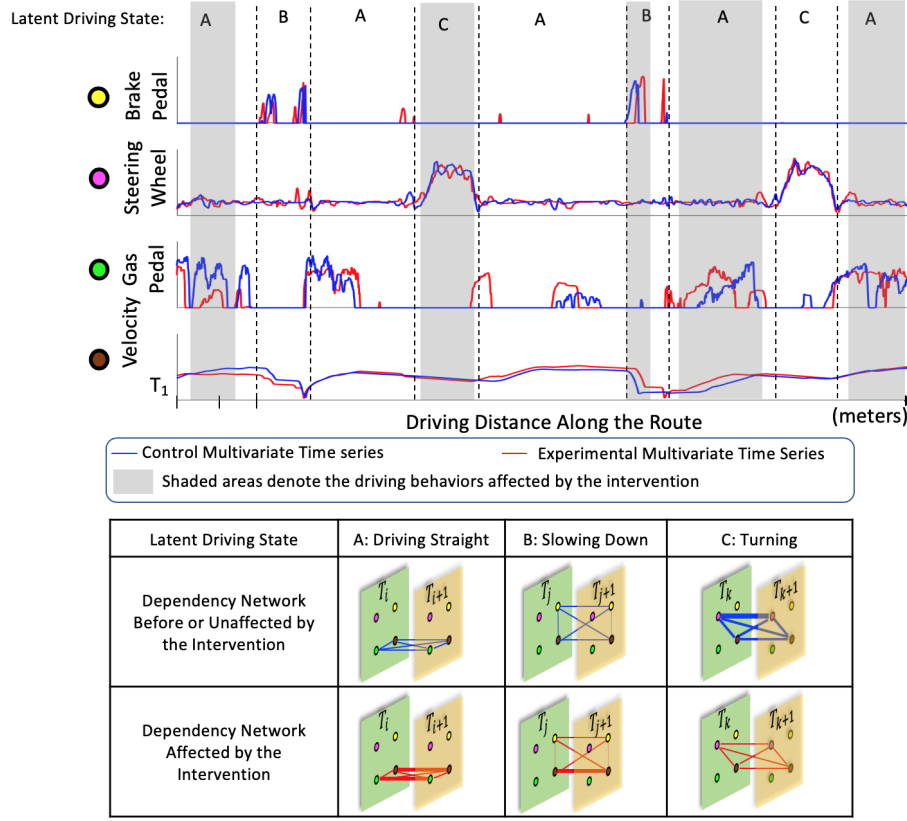 Latent Driving State: A B A C A B A C A
Brake
Pedal
Steering
Wheel
Gas
Pedal
Velocity
T1
Driving Distance Along the Route
(meters)
Control Multivariate Time series
Experimental Multivariate Time Series
Shaded areas denote the driving behaviors affected by the intervention
Latent Driving State
A: Driving Straight
B: Slowing Down
C: Turning
Dependency Network
Before or Unaffected by
the Intervention
Ti Ti+1
Tj Tj+1
Tk Tk+1
Dependency Network
Affected by the
Intervention
Ti Ti+1
Tj Tj+1
Tk Tk+1